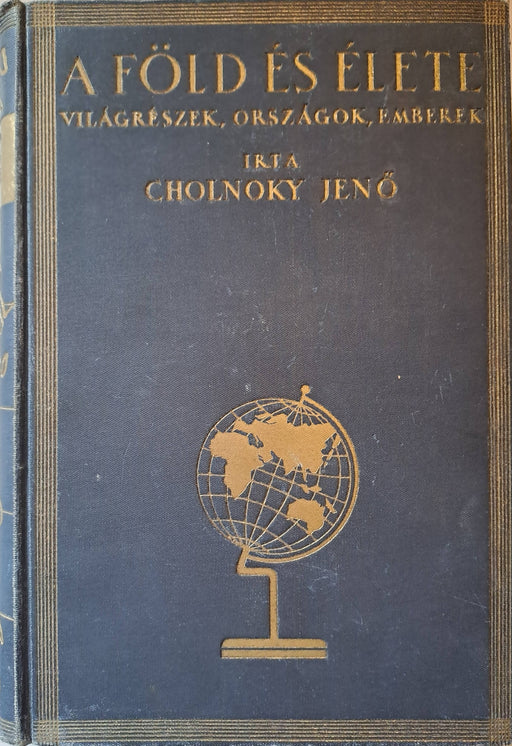 A FÖLD ÉS ÉLETE
VILÁGRÉSZEK, ORSZÁGOK, EMBEREK
IRTA
CHOLNOKY JENŐ